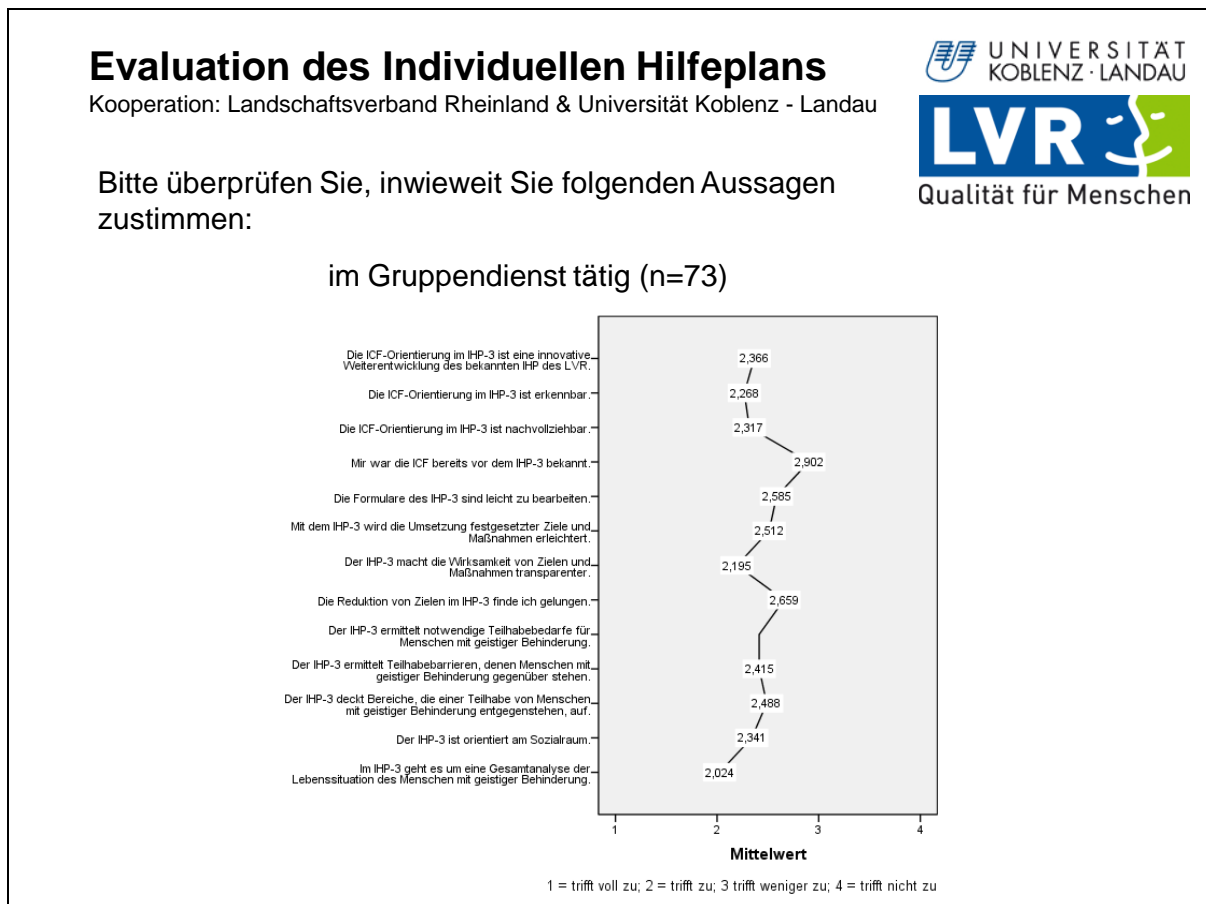 Evaluation des Individuellen Hilfeplans
Kooperation: Landschaftsverband Rheinland & Universität Koblenz - Landau
UNIVERSITÄT
KOBLENZ · LANDAU
LVR
Qualität für Menschen
Bitte überprüfen Sie, inwieweit Sie folgenden Aussagen
zustimmen:
im Gruppendienst tätig (n=73)
Die ICF-Orientierung im IHP-3 ist eine innovative
Weiterentwicklung des bekannten IHP des LVR.
2,366
Die ICF-Orientierung im IHP-3 ist erkennbar.
2,268
Die ICF-Orientierung im IHP-3 ist nachvollziehbar.
2,317
Mir war die ICF bereits vor dem IHP-3 bekannt.
2,902
Die Formulare des IHP-3 sind leicht zu bearbeiten.
2,585
Mit dem IHP-3 wird die Umsetzung festgesetzter Ziele und
Maßnahmen erleichtert.
2,512
Der IHP-3 macht die Wirksamkeit von Zielen und
Maßnahmen transparenter.
2,195
Die Reduktion von Zielen im IHP-3 finde ich gelungen.
2,659
Der IHP-3 ermittelt notwendige Teilhabebedarfe für
Menschen mit geistiger Behinderung.
Der IHP-3 ermittelt Teilhabebarrieren, denen Menschen mit
geistiger Behinderung gegenüber stehen.
2,415
Der IHP-3 deckt Bereiche, die einer Teilhabe von Menschen
mit geistiger Behinderung entgegenstehen, auf.
2,488
Der IHP-3 ist orientiert am Sozialraum.
2,341
Im IHP-3 geht es um eine Gesamtanalyse der
Lebenssituation des Menschen mit geistiger Behinderung.
2,024
1 2 3 4
Mittelwert
1 = trifft voll zu; 2 = trifft zu; 3 trifft weniger zu; 4 = trifft nicht zu